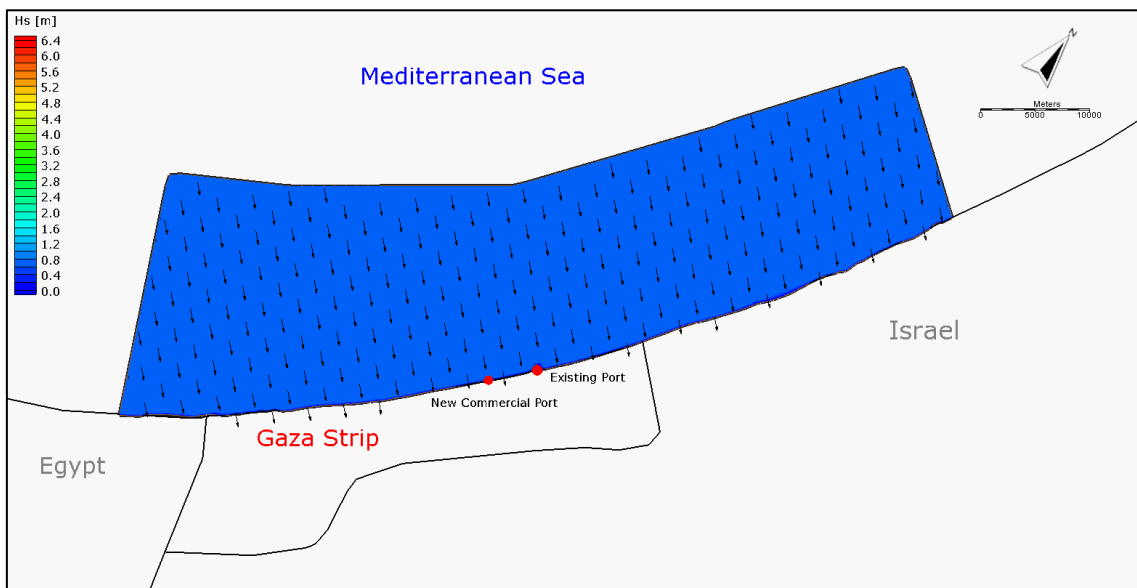 Hs [m]
6.4
6.0
5.6
5.2
4.8
4.4
4.0
3.6
3.2
2.8
2.4
2.0
1.6
1.2
0.8
0.4
0.0
Mediterranean Sea
N
Meters
0 5000 10000
Israel
Existing Port
New Commercial Port
Gaza Strip
Egypt